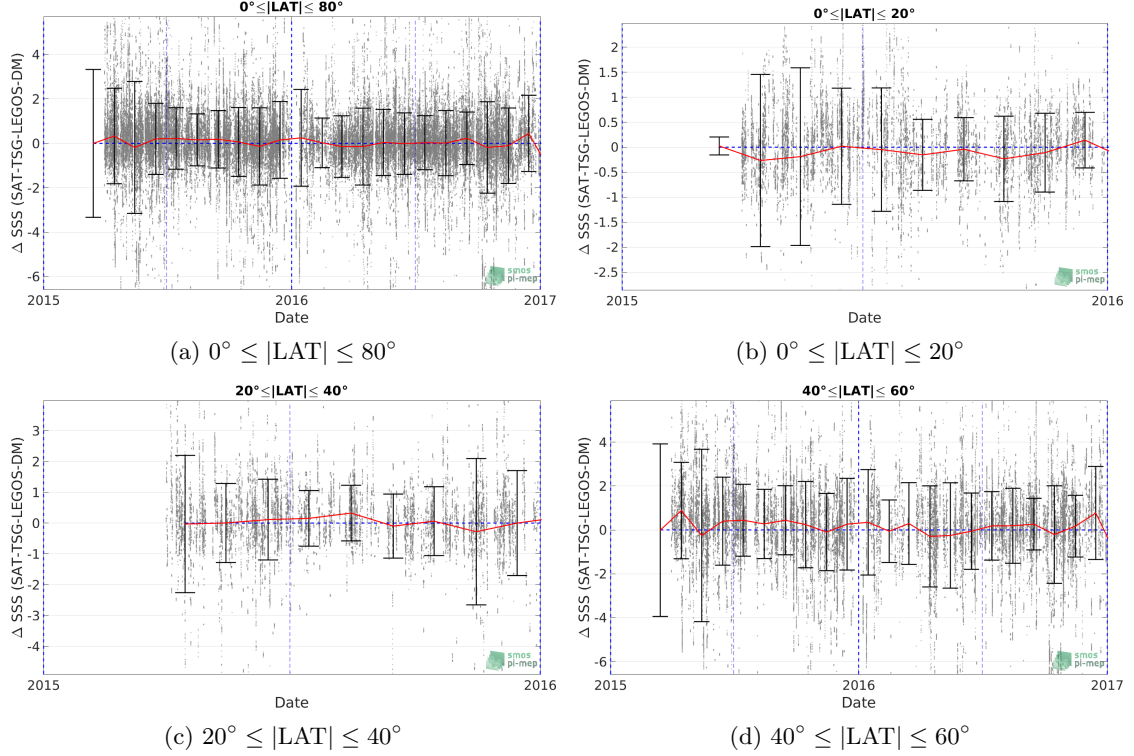 0°≤|LAT|≤ 80°
Δ SSS (SAT-TSG-LEGOS-DM)
4
2
0
-2
-4
-6
2015
2016
2017
Date
smos
pi-mep
(a) 0° ≤ |LAT| ≤ 80°
0°≤|LAT|≤ 20°
Δ SSS (SAT-TSG-LEGOS-DM)
2
1.5
1
0.5
0
-0.5
-1
-1.5
-2
-2.5
2015
2016
Date
smos
pi-mep
(b) 0° ≤ |LAT| ≤ 20°
20°≤|LAT|≤ 40°
Δ SSS (SAT-TSG-LEGOS-DM)
3
2
1
0
-1
-2
-3
-4
2015
2016
Date
smos
pi-mep
(c) 20° ≤ |LAT| ≤ 40°
40°≤|LAT|≤ 60°
Δ SSS (SAT-TSG-LEGOS-DM)
4
2
0
-2
-4
-6
2015
2016
2017
Date
smos
pi-mep
(d) 40° ≤ |LAT| ≤ 60°